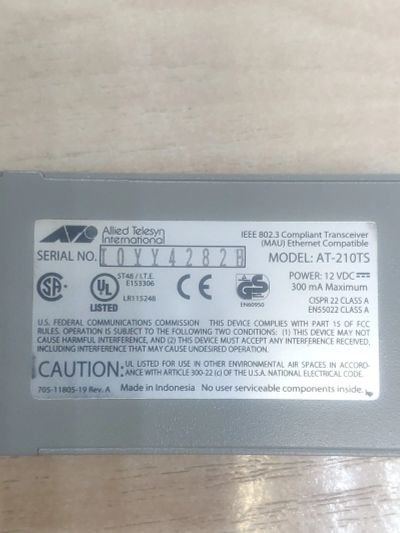 Allied Telesyn
International
IEEE 802.3 Compliant Transceiver
(MAU) Ethernet Compatible
SERIAL NO. T0YY4282B
MODEL: AT-210TS
POWER: 12 VDC
300 mA Maximum
CISPR 22 CLASS A
EN55022 CLASS A
SA
UL
LISTED
ST48 / I.T.E.
E153306
LR115248
CE
GS
EN60950
U.S. FEDERAL COMMUNICATIONS COMMISSION THIS DEVICE COMPLIES WITH PART 15 OF FCC
RULES. OPERATION IS SUBJECT TO THE FOLLOWING TWO CONDITIONS: (1) THIS DEVICE MAY NOT
CAUSE HARMFUL INTERFERENCE, AND (2) THIS DEVICE MUST ACCEPT ANY INTERFERENCE RECEIVED,
INCLUDING INTERFERENCE THAT MAY CAUSE UNDESIRED OPERATION.
CAUTION: UL LISTED FOR USE IN OTHER ENVIRONMENTAL AIR SPACES IN ACCORD-
ANCE WITH ARTICLE 300-22 (c) OF THE U.S.A. NATIONAL ELECTRICAL CODE.
705-11805-19 Rev. A Made in Indonesia No user serviceable components inside.